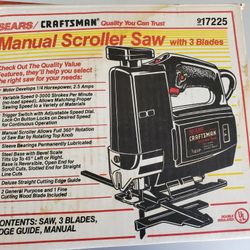 SEARS / CRAFTSMAN Quality You Can Trust
Manual Scroller Saw with 3 Blades
917225
Check Out The Quality Value
Features, they'll help you select
the right saw for your needs!
Motor Develops 1/4 Horsepower, 2.5 Amps
Variable Speed 0-3000 Strokes Per Minute
(no-load speed), Allows Matching Proper
Sawing Speed to a Variety of Materials
Trigger Switch with Adjustable Speed Dial
Lock On Button Locks on Desired Speed
for Continuous Operation
Manual Scroller Allows Full 360° Rotation
of Saw Bar by Rotating Top Knob
Sleeve Bearings Permanently Lubricated
Steel Base with Bevel Scale
Tilts Up to 45° Left or Right.
Base is Reversible, Open End for
Scroll Cuts, Slotted End for Straight
Line Cuts
Deluxe Straight Cutting Edge Guide
2 General Purpose and 1 Fine
Cutting Wood Blade Included
CRAFTSMAN
CONTENTS: SAW, 3 BLADES,
EDGE GUIDE, MANUAL